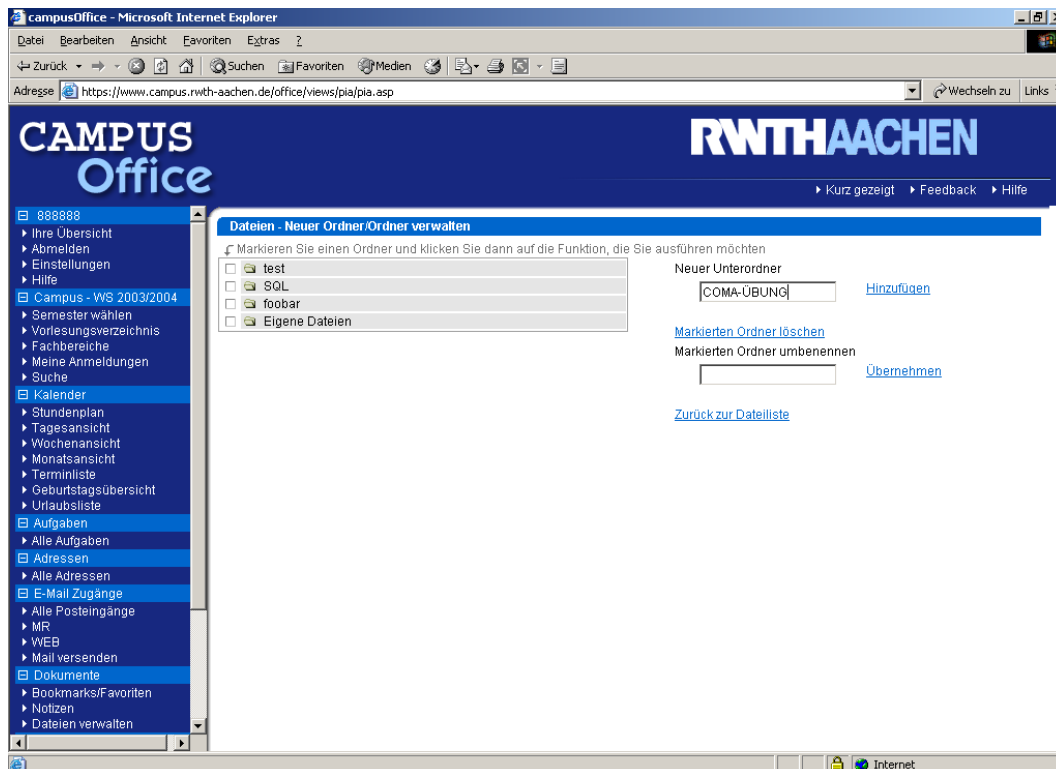 campusOffice - Microsoft Internet Explorer
Datei Bearbeiten Ansicht Favoriten Extras ?
Zurück Suchen Favoriten Medien
Adresse https://www.campus.rwth-aachen.de/office/views/pia/pia.asp Wechseln zu Links
CAMPUS
Office
RWTHAACHEN
Kurz gezeigt Feedback Hilfe
888888
Ihre Übersicht
Abmelden
Einstellungen
Hilfe
Campus - WS 2003/2004
Semester wählen
Vorlesungsverzeichnis
Fachbereiche
Meine Anmeldungen
Suche
Kalender
Stundenplan
Tagesansicht
Wochenansicht
Monatsansicht
Terminliste
Geburtstagsübersicht
Urlaubsliste
Aufgaben
Alle Aufgaben
Adressen
Alle Adressen
E-Mail Zugänge
Alle Posteingänge
MR
WEB
Mail versenden
Dokumente
Bookmarks/Favoriten
Notizen
Dateien verwalten
Dateien - Neuer Ordner/Ordner verwalten
Markieren Sie einen Ordner und klicken Sie dann auf die Funktion, die Sie ausführen möchten
test
SQL
foobar
Eigene Dateien
Neuer Unterordner
COMA-ÜBUNG Hinzufügen
Markierten Ordner löschen
Markierten Ordner umbenennen
Übernehmen
Zurück zur Dateiliste
Internet